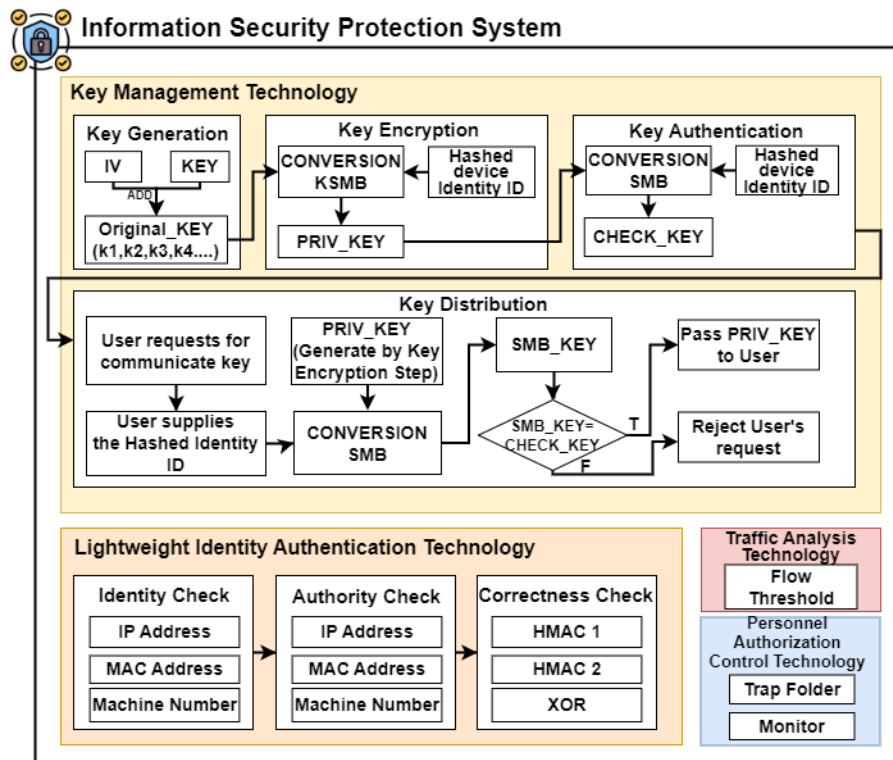 Information Security Protection System
Key Management Technology
Key Generation
IV
KEY
ADD
Original_KEY
(k1,k2,k3,k4....)
Key Encryption
CONVERSION
KSMB
Hashed
device
Identity ID
PRIV_KEY
Key Authentication
CONVERSION
SMB
Hashed
device
Identity ID
CHECK_KEY
Key Distribution
User requests for
communicate key
User supplies
the Hashed Identity
ID
PRIV_KEY
(Generate by Key
Encryption Step)
CONVERSION
SMB
SMB_KEY
SMB_KEY=
CHECK_KEY
T
F
Pass PRIV_KEY
to User
Reject User's
request
Lightweight Identity Authentication Technology
Identity Check
IP Address
MAC Address
Machine Number
Authority Check
IP Address
MAC Address
Machine Number
Correctness Check
HMAC 1
HMAC 2
XOR
Traffic Analysis
Technology
Flow
Threshold
Personnel
Authorization
Control Technology
Trap Folder
Monitor